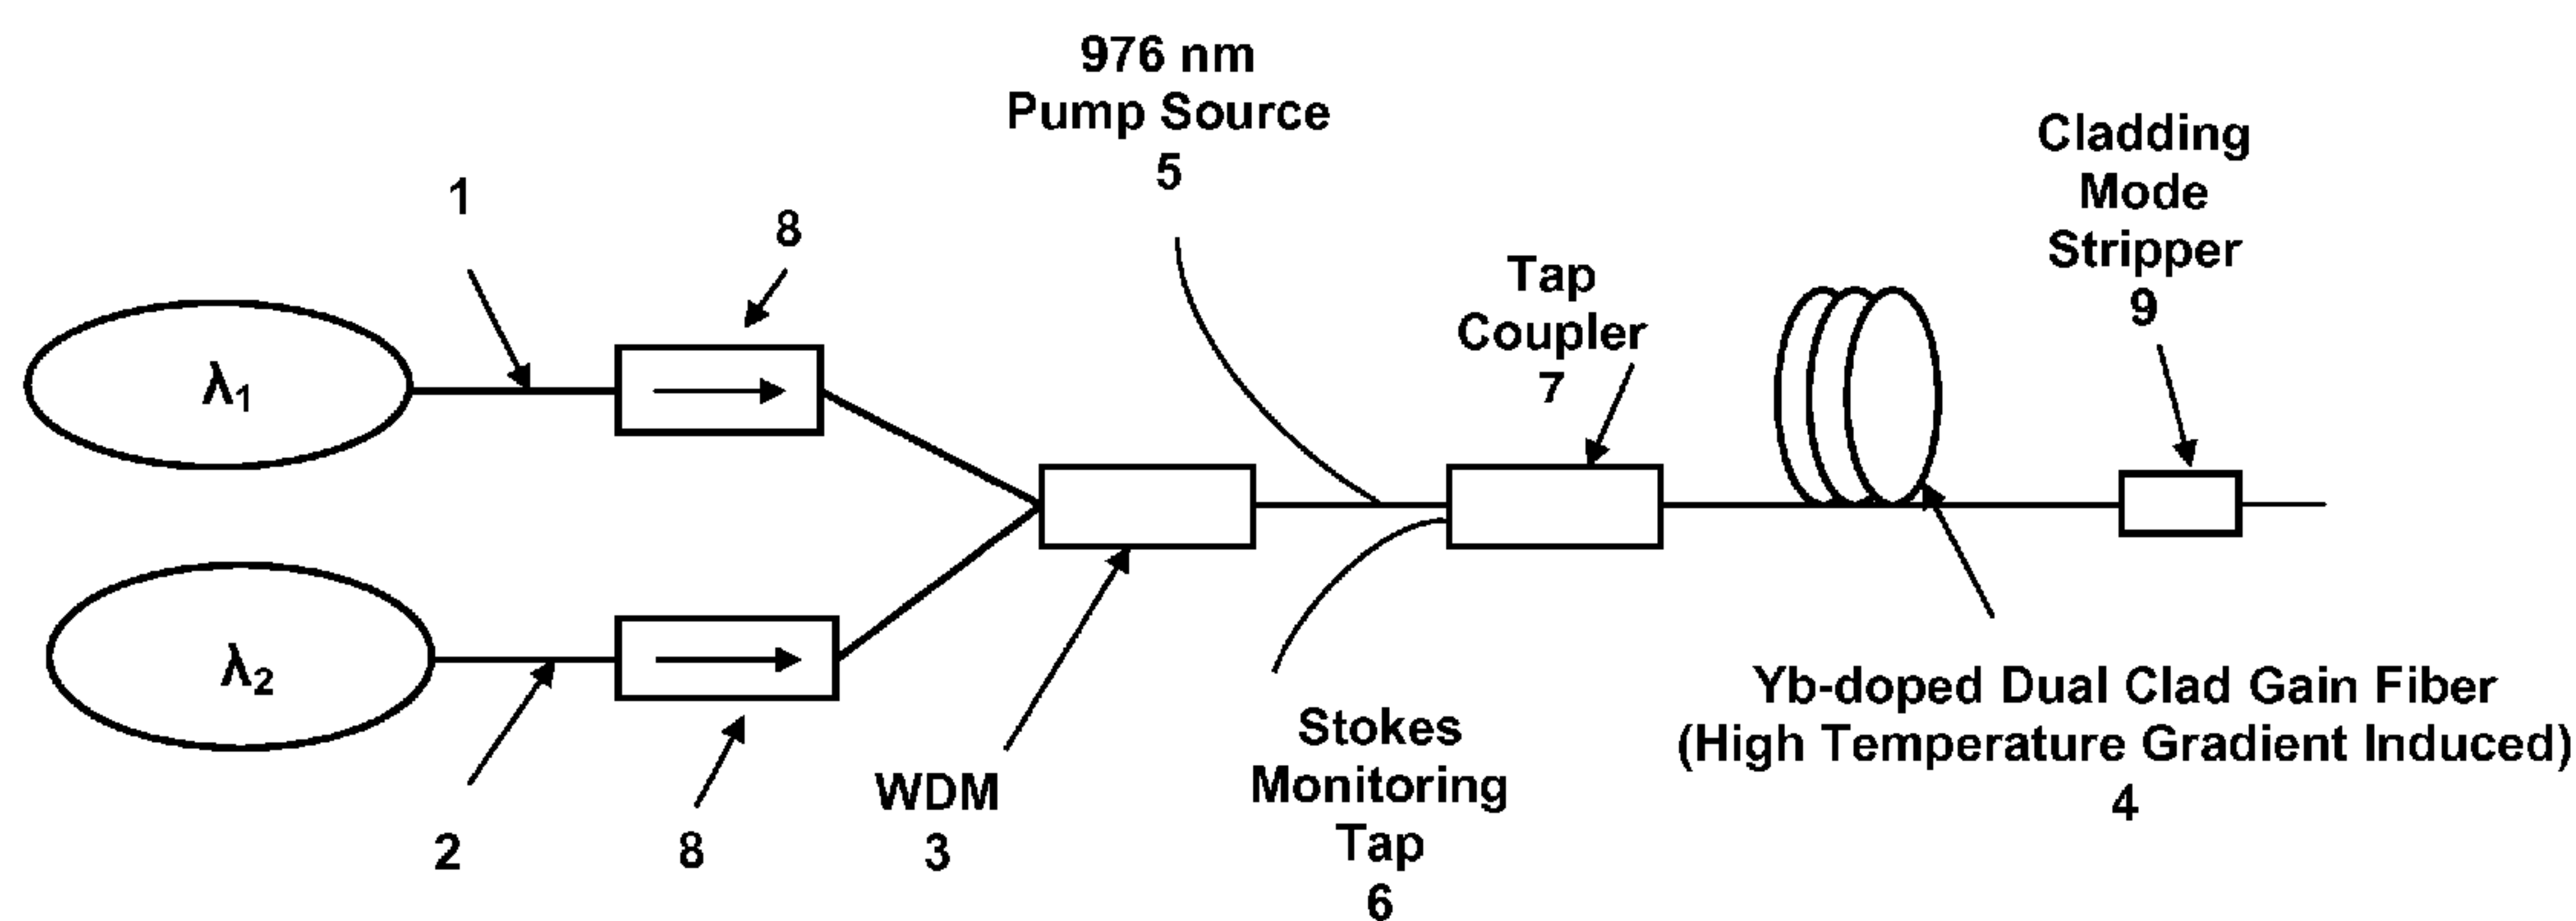 976 nm
Pump Source
5
1
8
Cladding
Mode
Stripper
9
Tap
Coupler
7
λ₁
λ₂
2
8
WDM
3
Stokes
Monitoring
Tap
6
Yb-doped Dual Clad Gain Fiber
(High Temperature Gradient Induced)
4